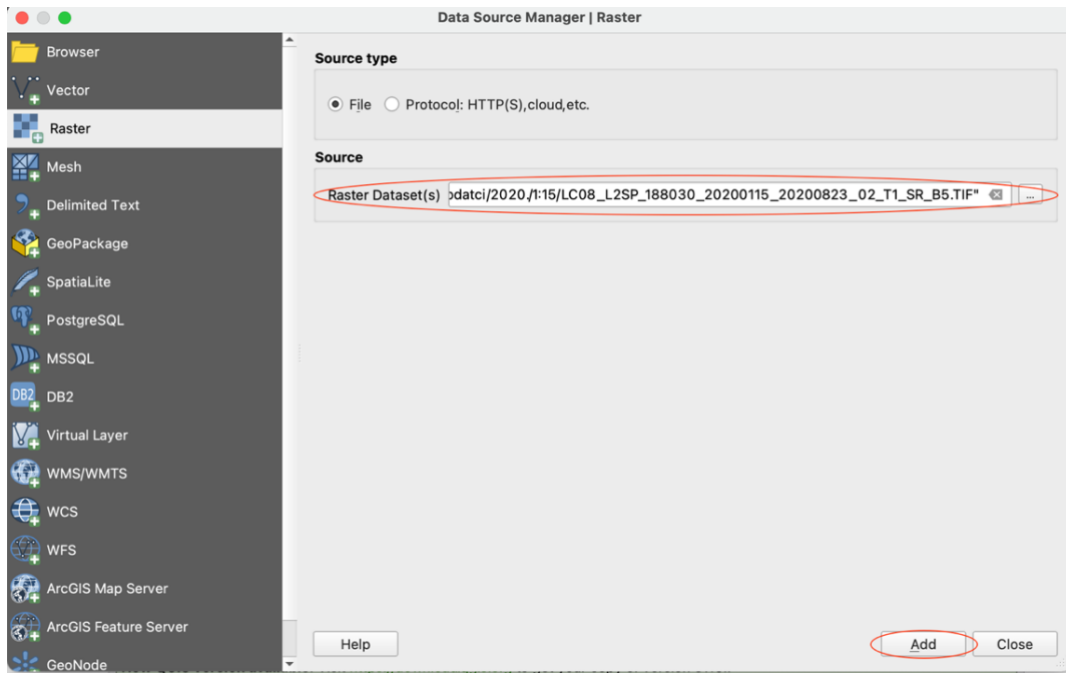 Data Source Manager | Raster
Browser
Vector
Raster
Mesh
Delimited Text
GeoPackage
SpatiaLite
PostgreSQL
MSSQL
DB2
DB2
Virtual Layer
WMS/WMTS
WCS
WFS
ArcGIS Map Server
ArcGIS Feature Server
GeoNode
Source type
File Protocol: HTTP(S),cloud,etc.
Source
Raster Dataset(s) odatci/2020./1:15/LC08_L2SP_188030_20200115_20200823_02_T1_SR_B5.TIF" ...
Help Add Close